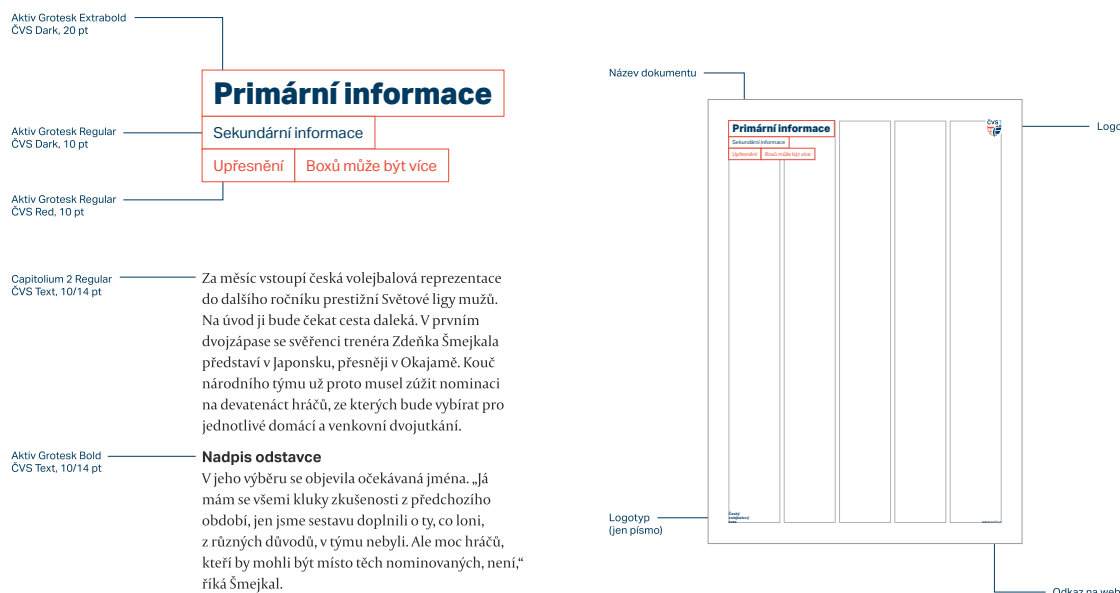 Aktiv Grotesk Extrabold
ČVS Dark, 20 pt
Primární informace
Aktiv Grotesk Regular
ČVS Dark, 10 pt
Sekundární informace
Upřesnění
Boxů může být více
Aktiv Grotesk Regular
ČVS Red, 10 pt
Capitolium 2 Regular
ČVS Text, 10/14 pt
Za měsíc vstoupí česká volejbalová reprezentace
do dalšího ročníku prestižní Světové ligy mužů.
Na úvod ji bude čekat cesta daleká. V prvním
dvojzápase se svěřenci trenéra Zdeňka Šmejkala
představí v Japonsku, přesněji v Okajamě. Kouč
národního týmu už proto musel zúžit nominaci
na devatenáct hráčů, ze kterých bude vybírat pro
jednotlivé domácí a venkovní dvojutkání.
Aktiv Grotesk Bold
ČVS Text, 10/14 pt
Nadpis odstavce
V jeho výběru se objevila očekávaná jména. „Já
mám se všemi kluky zkušenosti z předchozího
období, jen jsme sestavu doplnili o ty, co loni,
z různých důvodů, v týmu nebyli. Ale moc hráčů,
kteří by mohli být místo těch nominovaných, není,“
říká Šmejkal.
Název dokumentu
Primární informace
Sekundární informace
Upřesnění
Boxů může být více
ČVS
Logo
Logotyp
(jen písmo)
Český
volejbalový
svaz
Odkaz na web